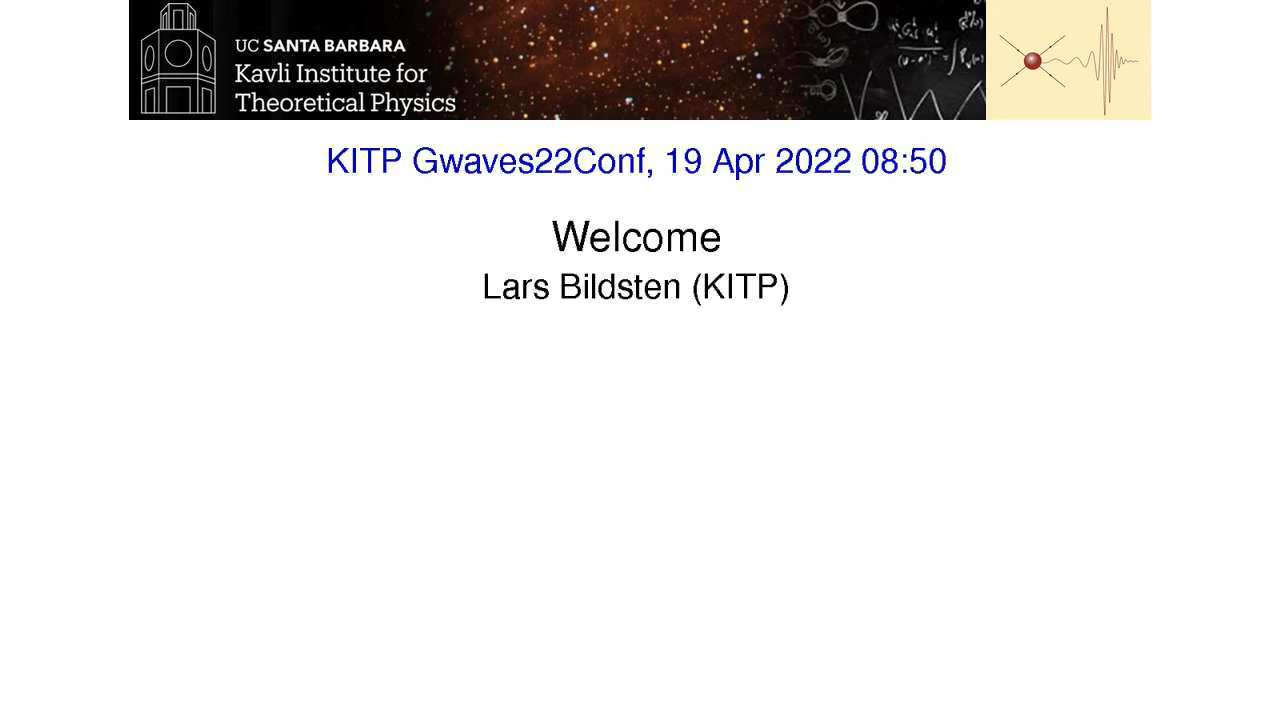 UC SANTA BARBARA
Kavli Institute for
Theoretical Physics
KITP Gwaves22Conf, 19 Apr 2022 08:50
Welcome
Lars Bildsten (KITP)